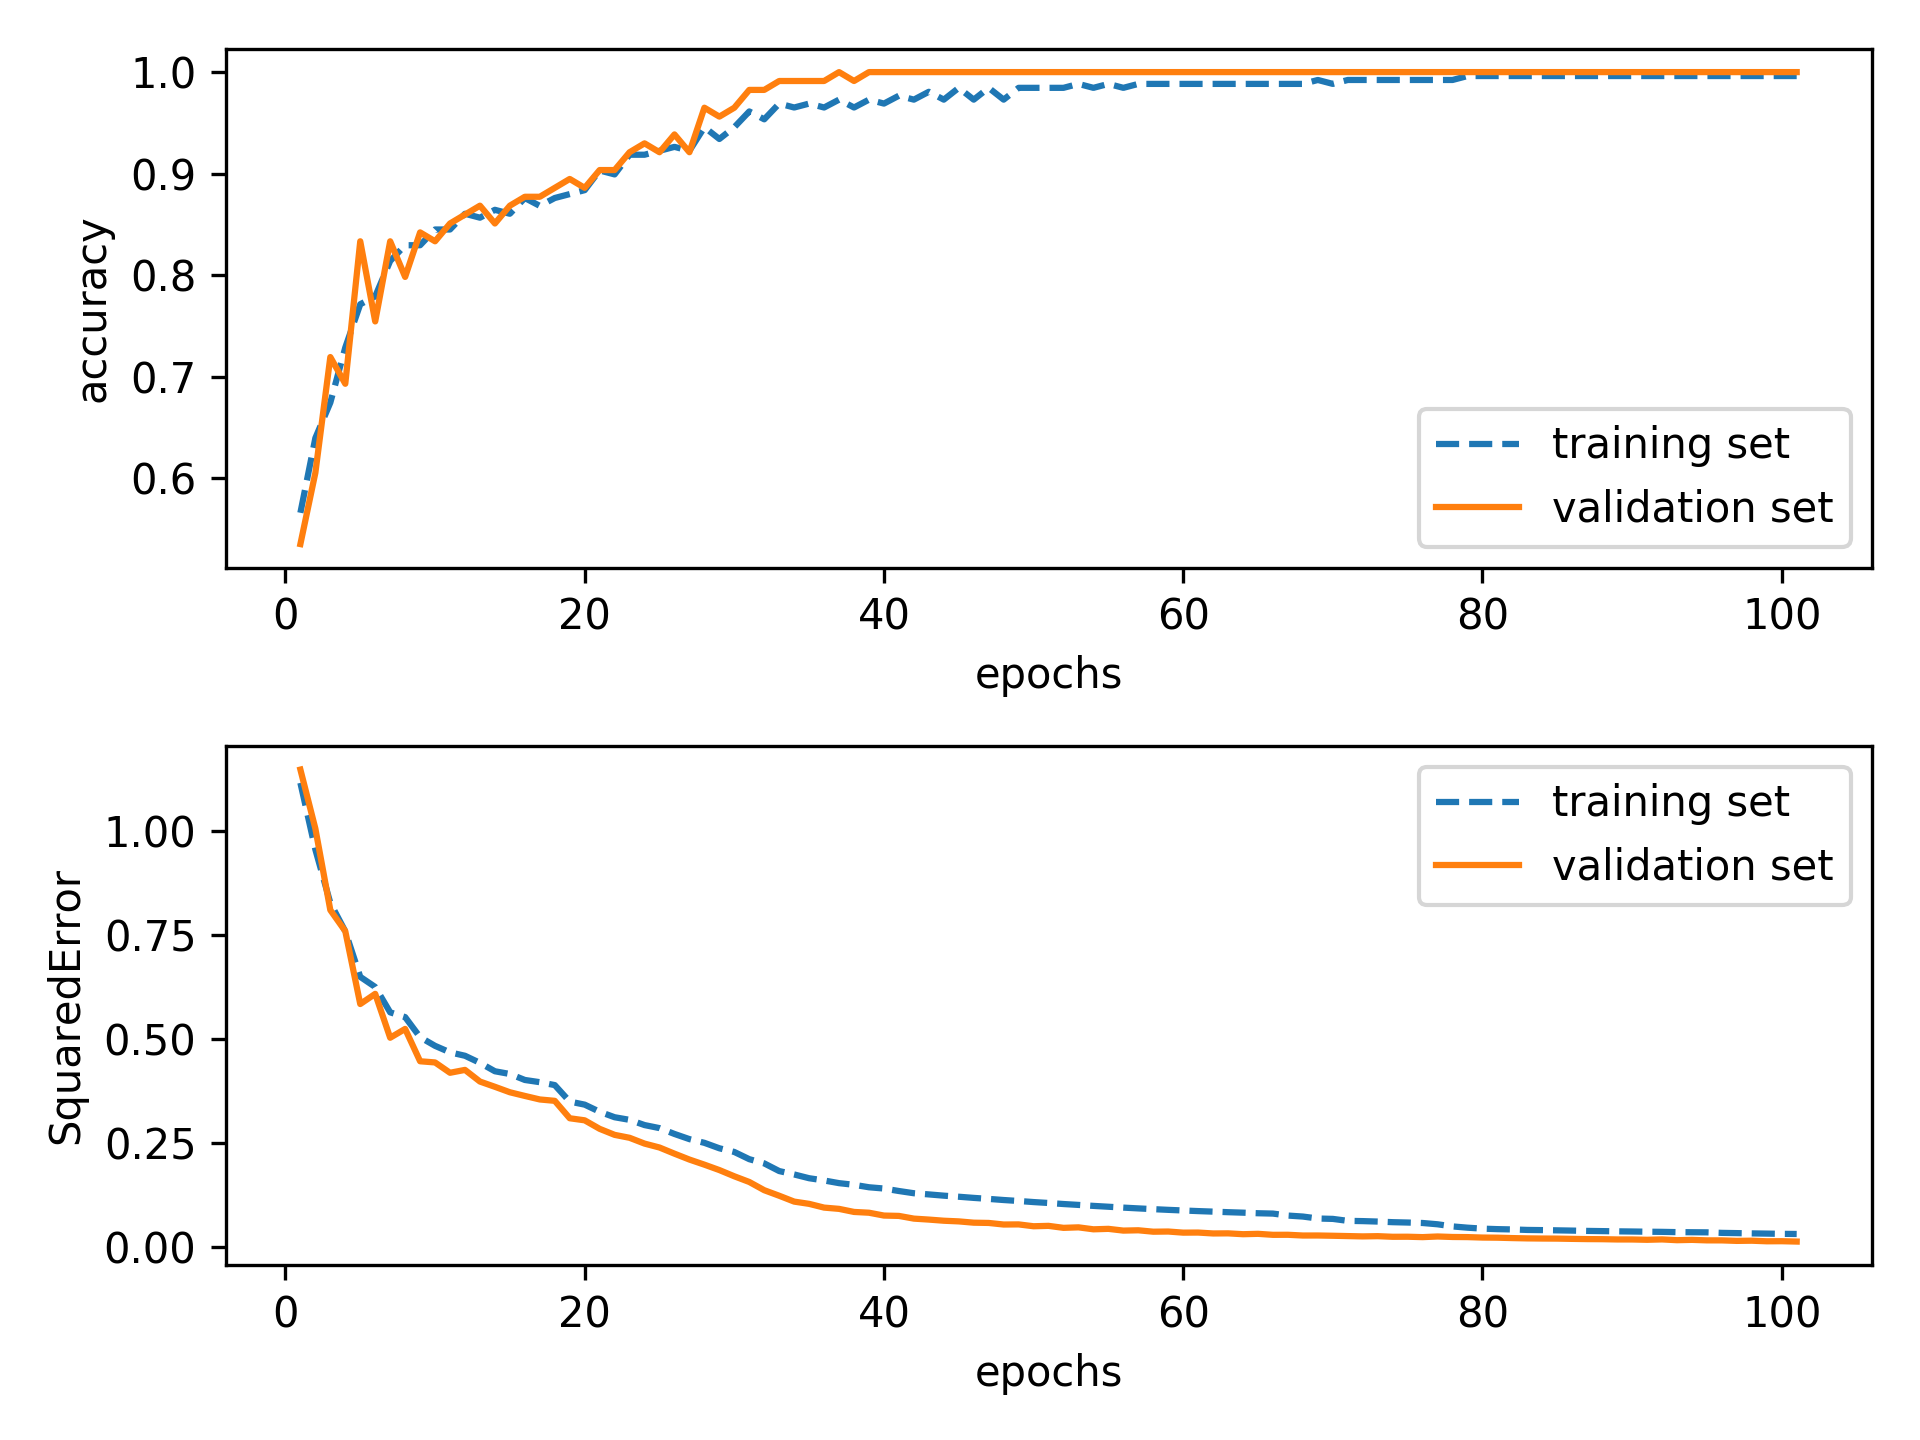 1.0
0.9
0.8
0.7
0.6
accuracy
training set
validation set
0 20 40 60 80 100
epochs
training set
validation set
1.00
0.75
0.50
0.25
0.00
SquaredError
0 20 40 60 80 100
epochs